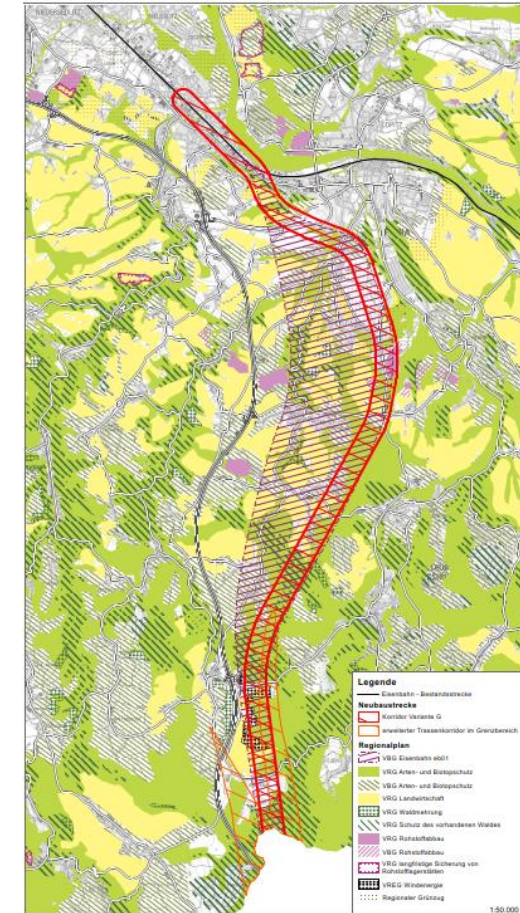 NIEDERSEDLITZ
Legende
Eisenbahn - Bestandsstrecke
Neubaustrecke
Korridor Variante G
erweiterter Trassenkorridor im Grenzbereich
Regionalplan
VBG Eisenbahn eb01
VRG Arten- und Biotopschutz
VBG Arten- und Biotopschutz
VRG Landwirtschaft
VRG Waldmehrung
VRG Schutz des vorhandenen Waldes
VRG Rohstoffabbau
VBG Rohstoffabbau
VRG langfristige Sicherung von
Rohstofflagerstätten
VREG Windenergie
Regionaler Grünzug
1:50.000